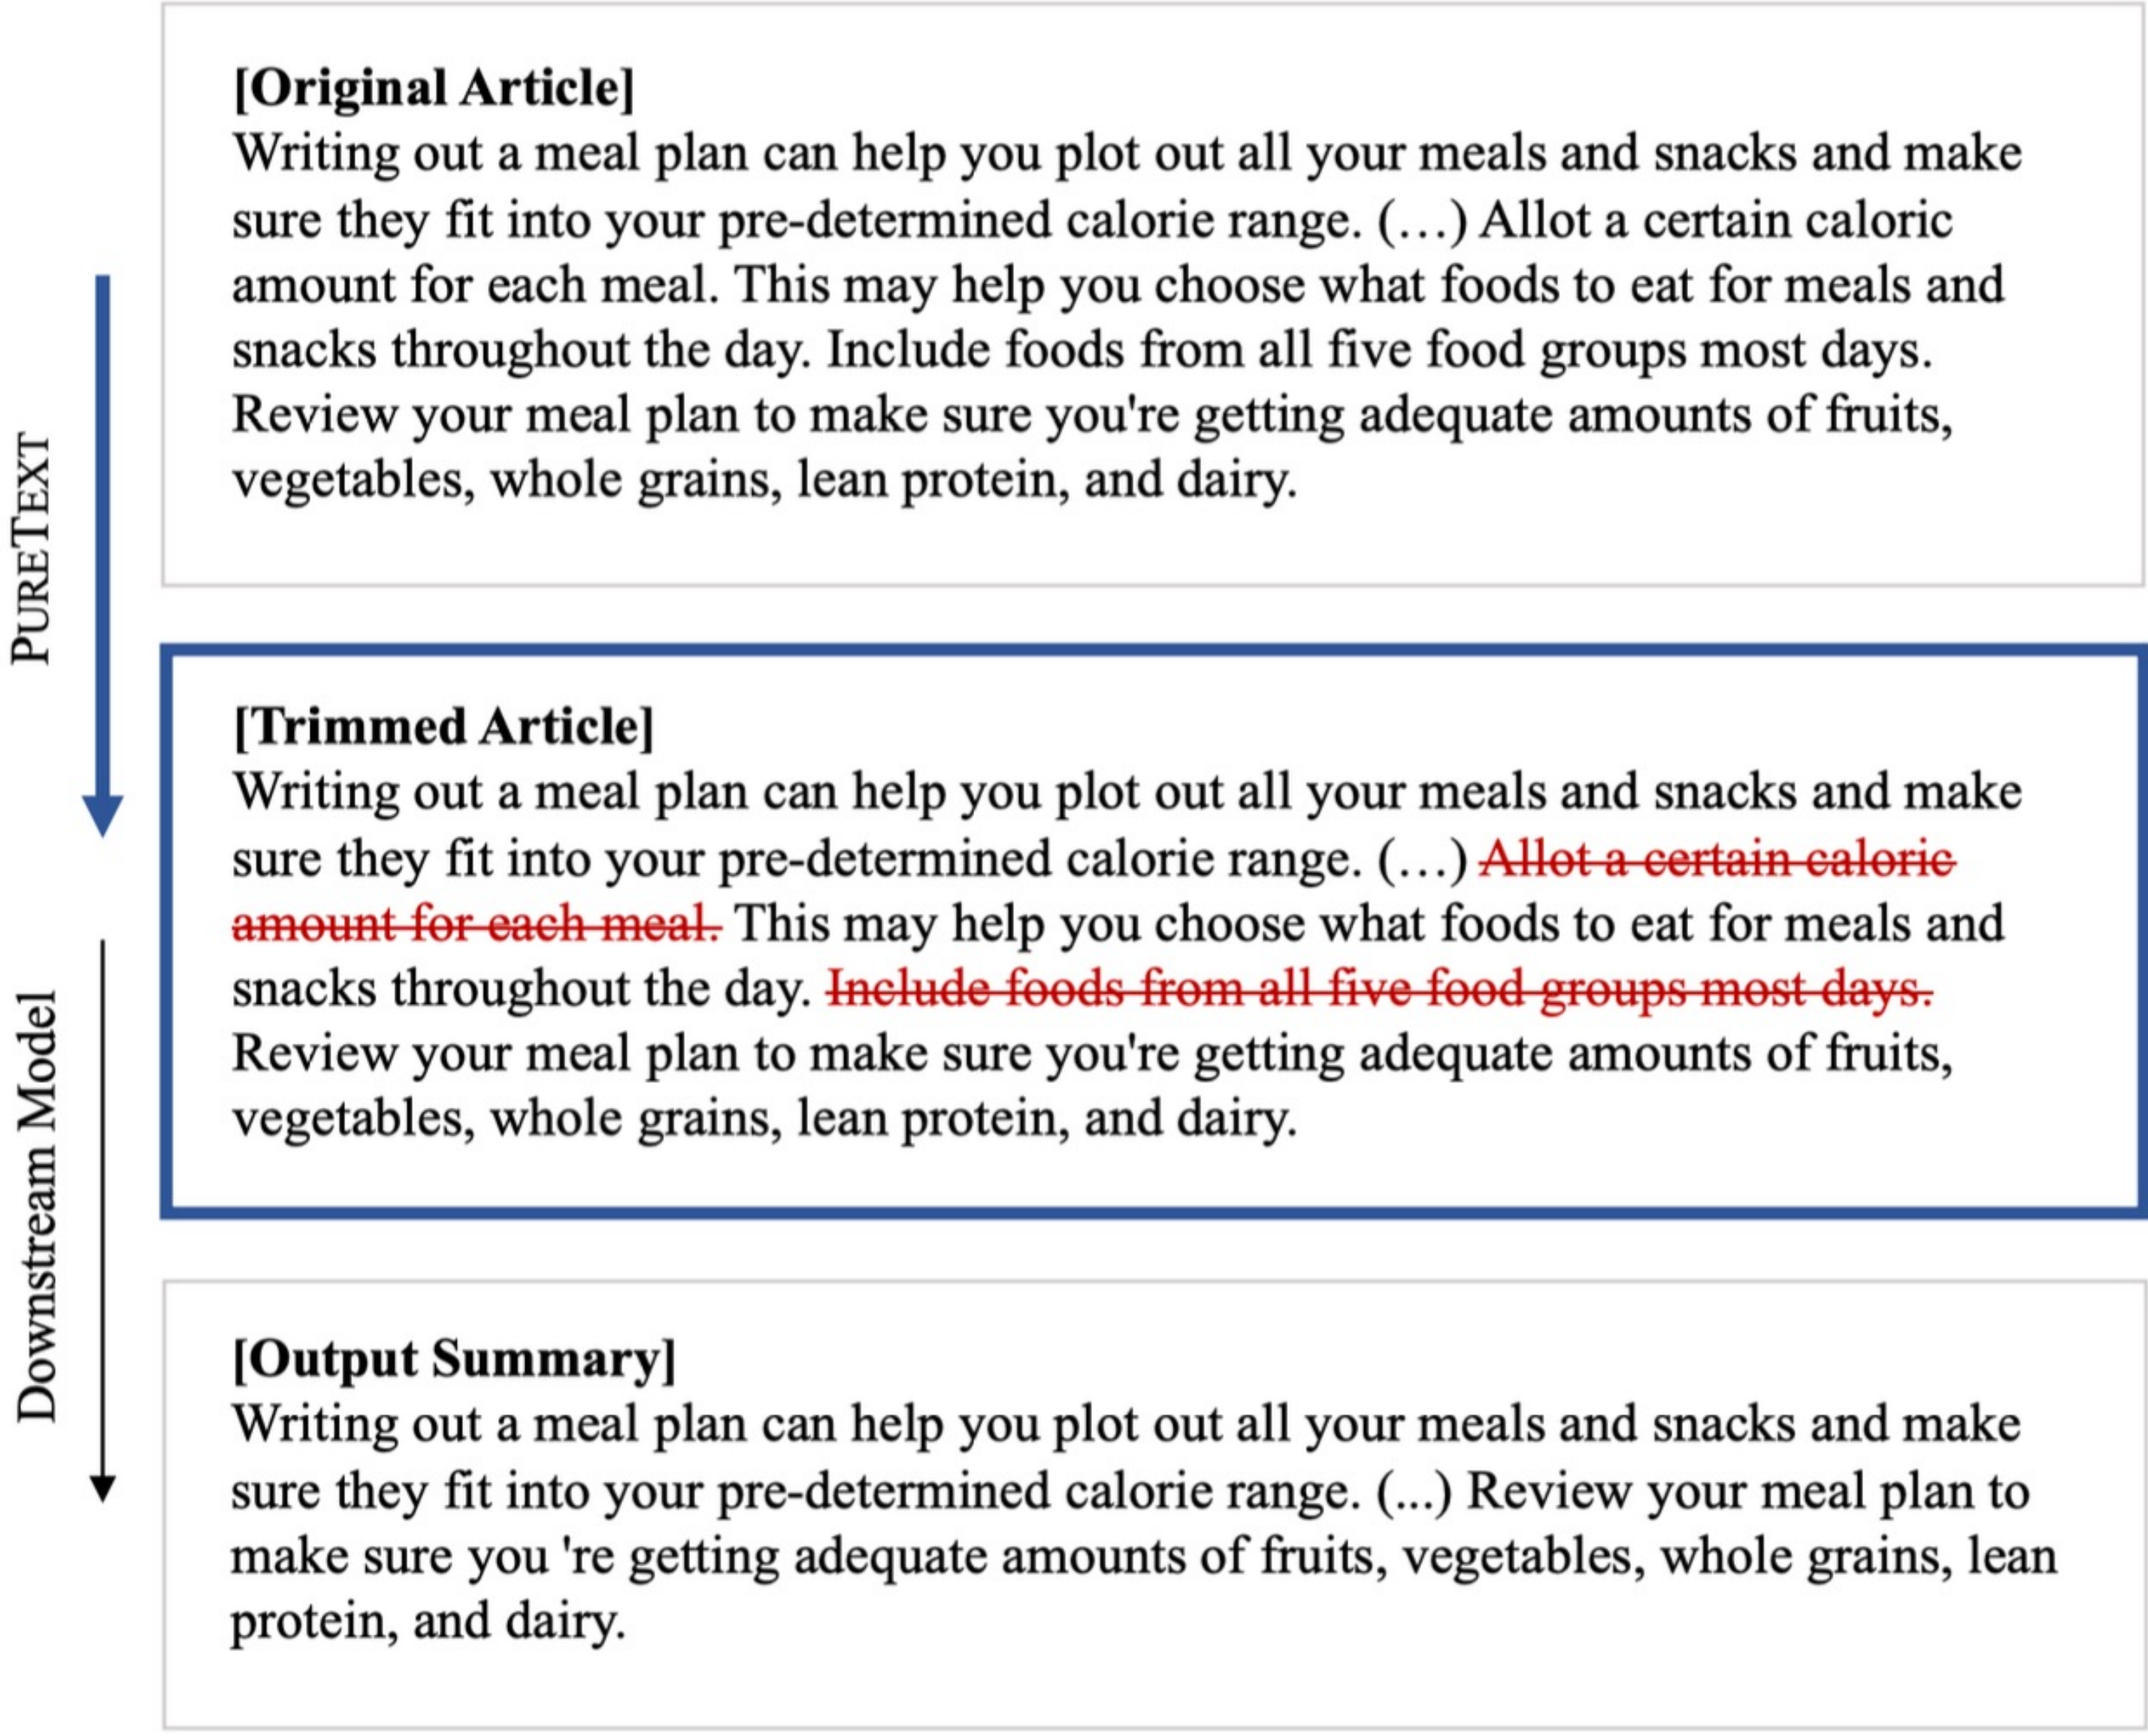 [Original Article]
Writing out a meal plan can help you plot out all your meals and snacks and make
sure they fit into your pre-determined calorie range. (…) Allot a certain caloric
amount for each meal. This may help you choose what foods to eat for meals and
snacks throughout the day. Include foods from all five food groups most days.
Review your meal plan to make sure you're getting adequate amounts of fruits,
vegetables, whole grains, lean protein, and dairy.
PURETEXT
[Trimmed Article]
Writing out a meal plan can help you plot out all your meals and snacks and make
sure they fit into your pre-determined calorie range. (…) Allot a certain caloric
amount for each meal. This may help you choose what foods to eat for meals and
snacks throughout the day. Include foods from all five food groups most days.
Review your meal plan to make sure you're getting adequate amounts of fruits,
vegetables, whole grains, lean protein, and dairy.
Downstream Model
[Output Summary]
Writing out a meal plan can help you plot out all your meals and snacks and make
sure they fit into your pre-determined calorie range. (...) Review your meal plan to
make sure you 're getting adequate amounts of fruits, vegetables, whole grains, lean
protein, and dairy.